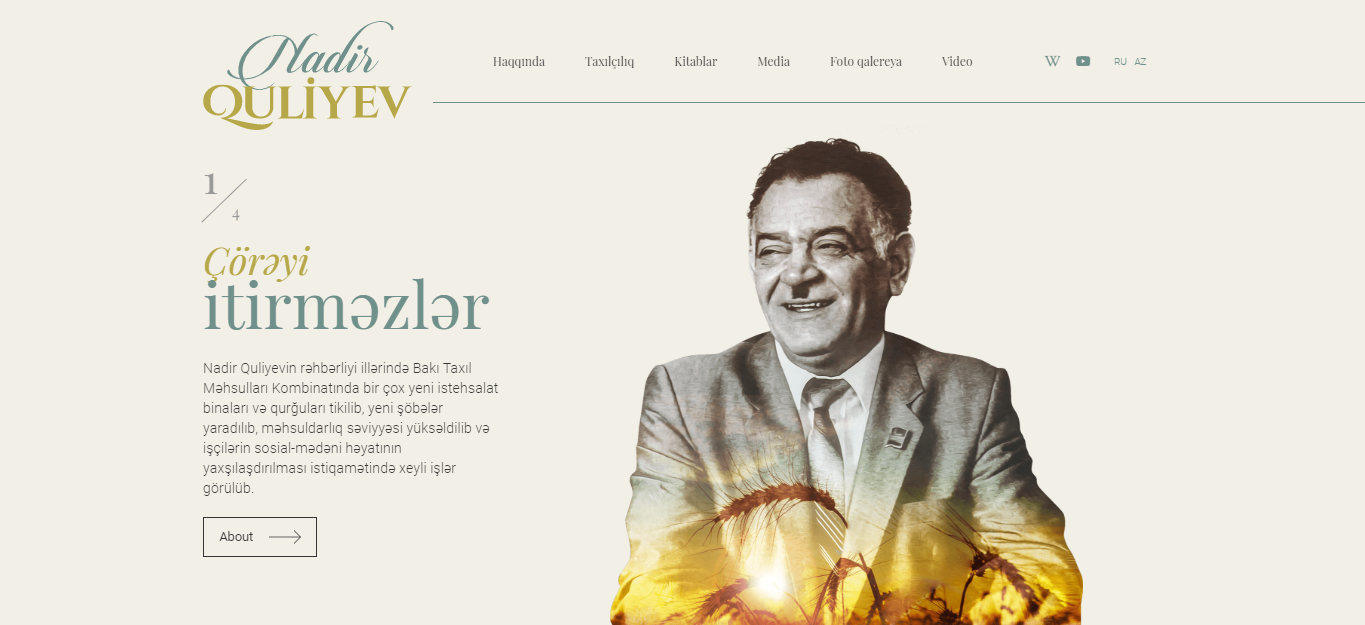 Nadir
QULİYEV
Haqqında Taxılçılıq Kitablar Media Foto qalereya Video W RU AZ
1
4
Çörəyi
itirməzlər
Nadir Quliyevin rəhbərliyi illərində Bakı Taxıl
Məhsulları Kombinatında bir çox yeni istehsalat
binaları və qurğuları tikilib, yeni şöbələr
yaradılıb, məhsuldarlıq səviyyəsi yüksəldilib və
işçilərin sosial-mədəni həyatının
yaxşılaşdırılması istiqamətində xeyli işlər
görülüb.
About